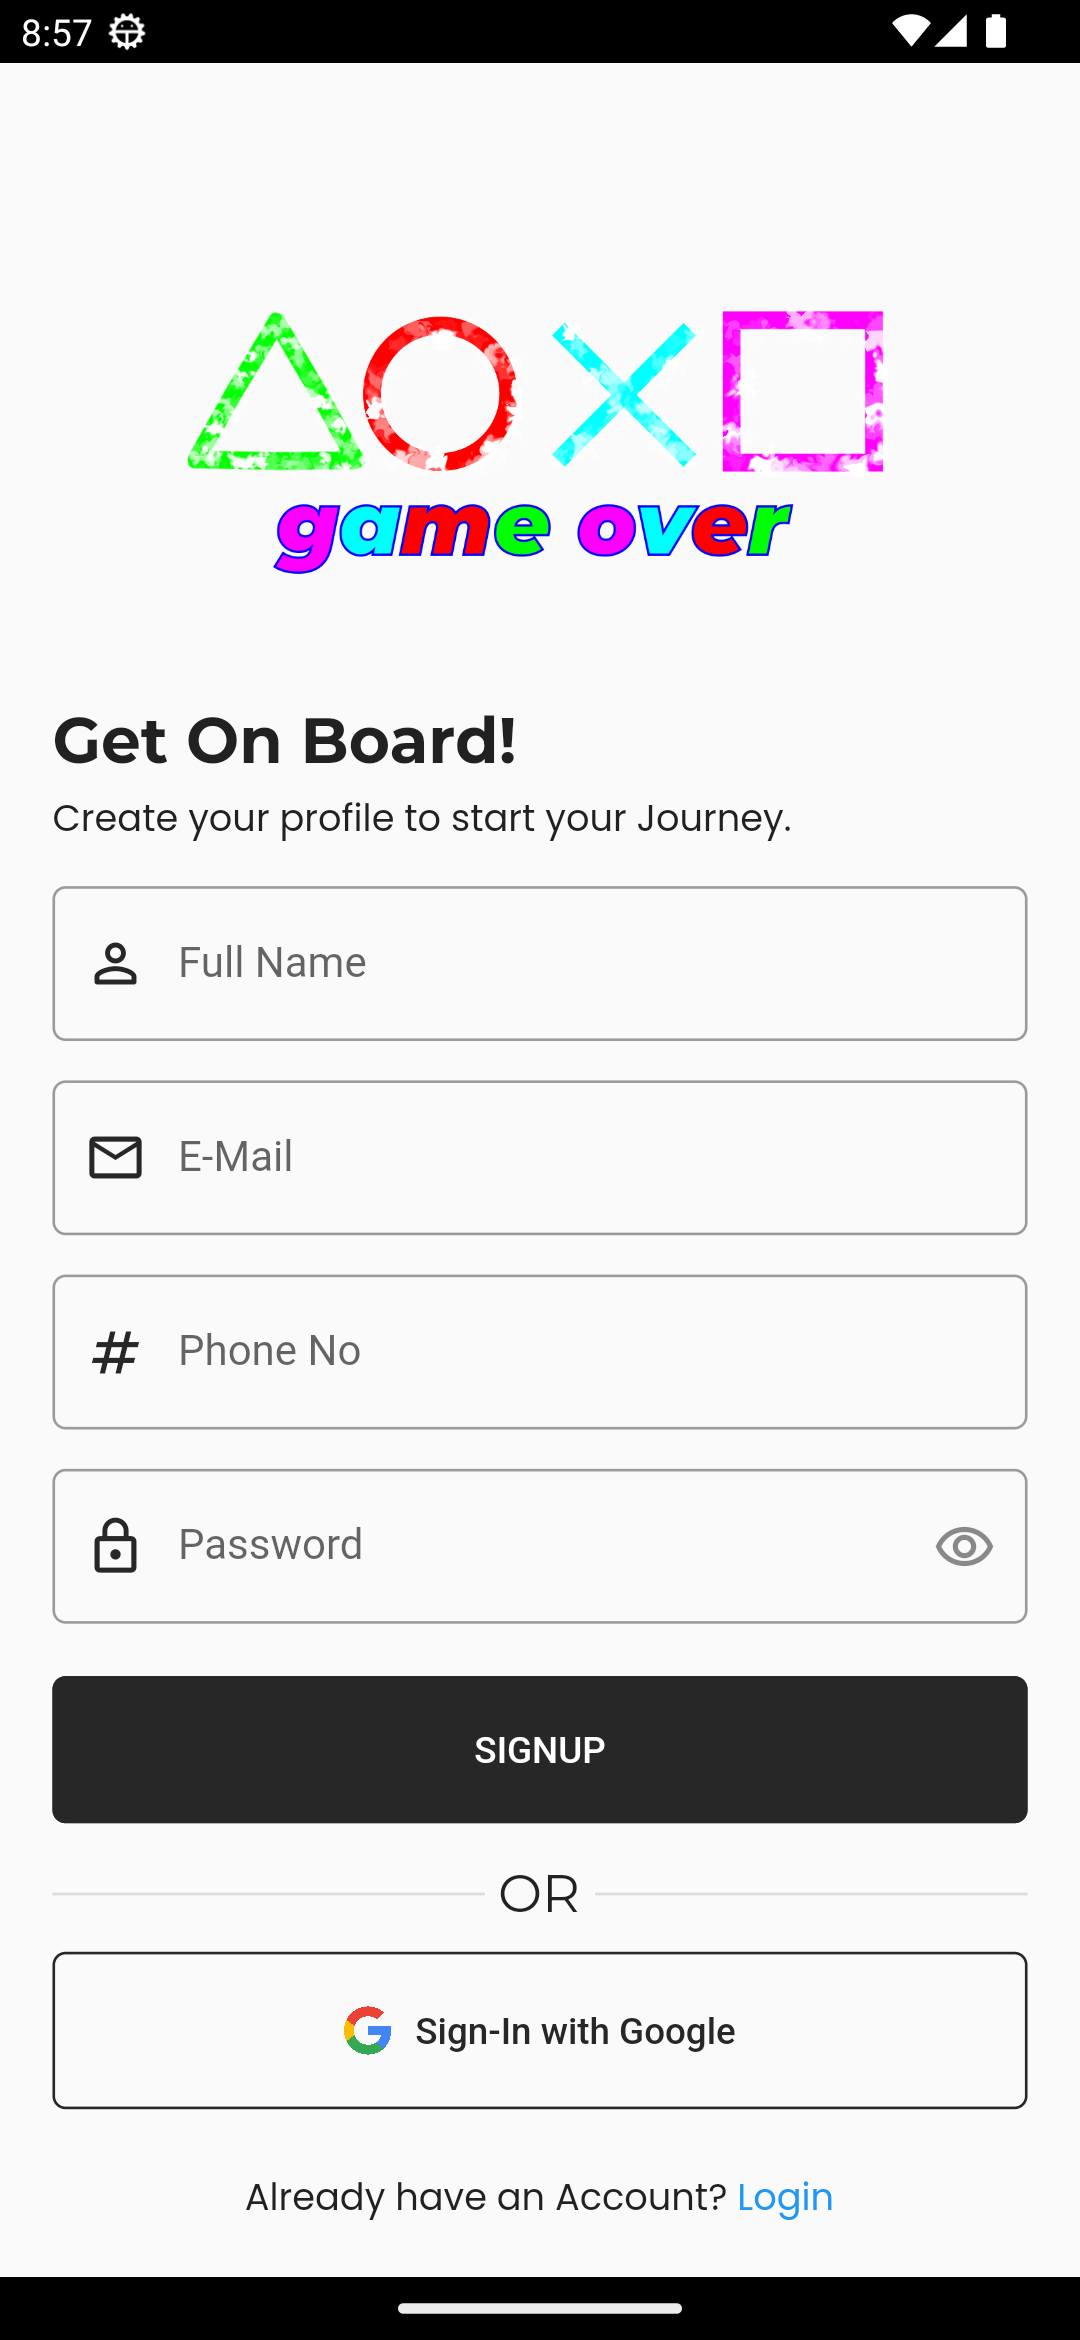 8:57
game over
Get On Board!
Create your profile to start your Journey.
Full Name
E-Mail
# Phone No
Password
SIGNUP
OR
Sign-In with Google
Already have an Account? Login